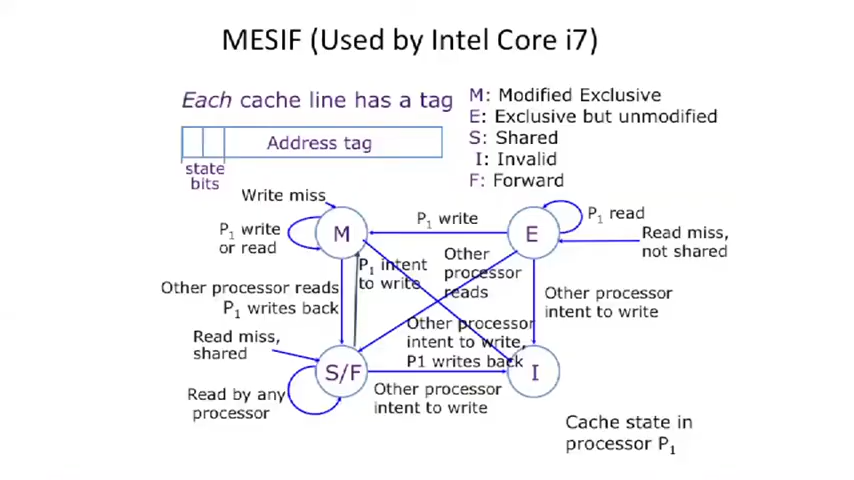 MESIF (Used by Intel Core i7)
Each cache line has a tag
Address tag
state
bits
M: Modified Exclusive
E: Exclusive but unmodified
S: Shared
I: Invalid
F: Forward
Write miss
P1 write
or read
M
P1 write
E
P1 read
Read miss,
not shared
P1 intent
to write
Other
processor
reads
Other processor reads
P1 writes back
Other processor
intent to write
Other processor
intent to write,
P1 writes back
Read miss,
shared
S/F
I
Read by any
processor
Other processor
intent to write
Cache state in
processor P1